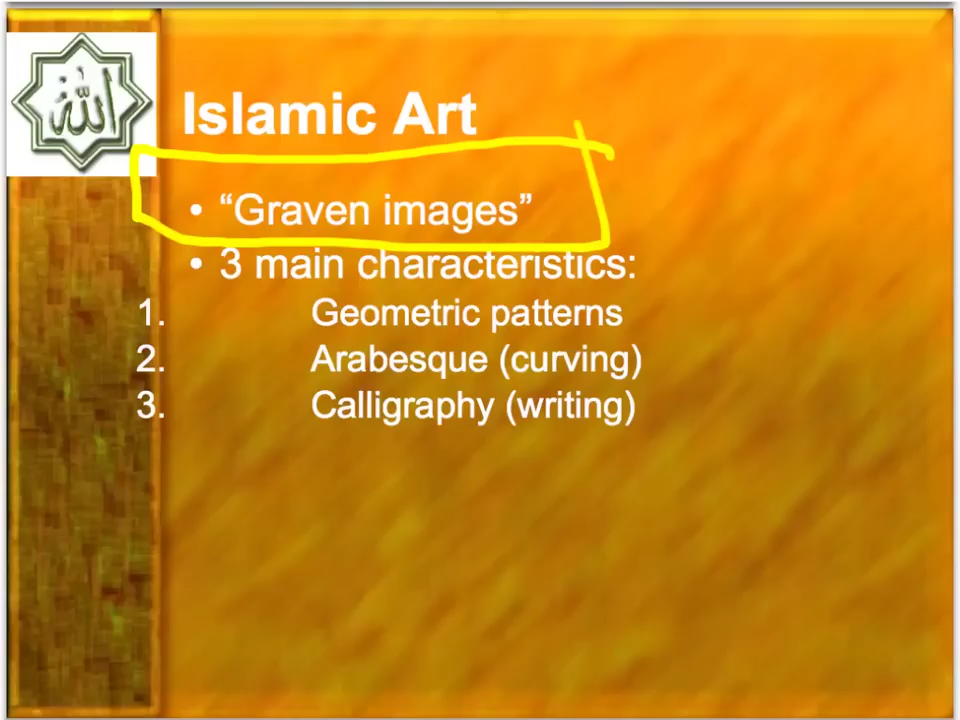 الله
Islamic Art
• “Graven images”
• 3 main characteristics:
1. Geometric patterns
2. Arabesque (curving)
3. Calligraphy (writing)